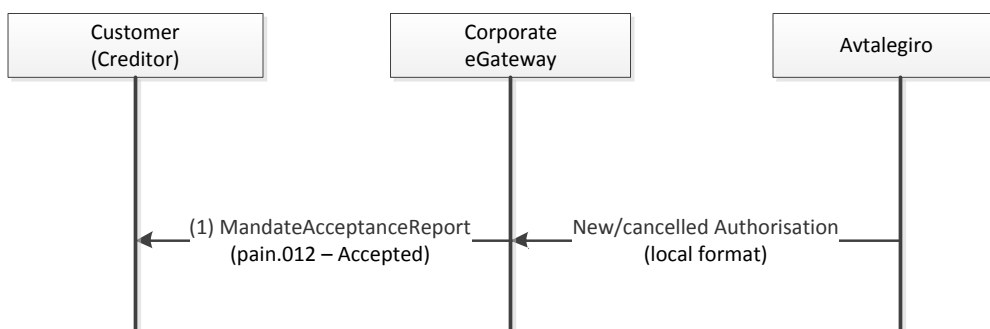 Customer
(Creditor)
Corporate
eGateway
Avtalegiro
(1) MandateAcceptanceReport
(pain.012 – Accepted)
New/cancelled Authorisation
(local format)